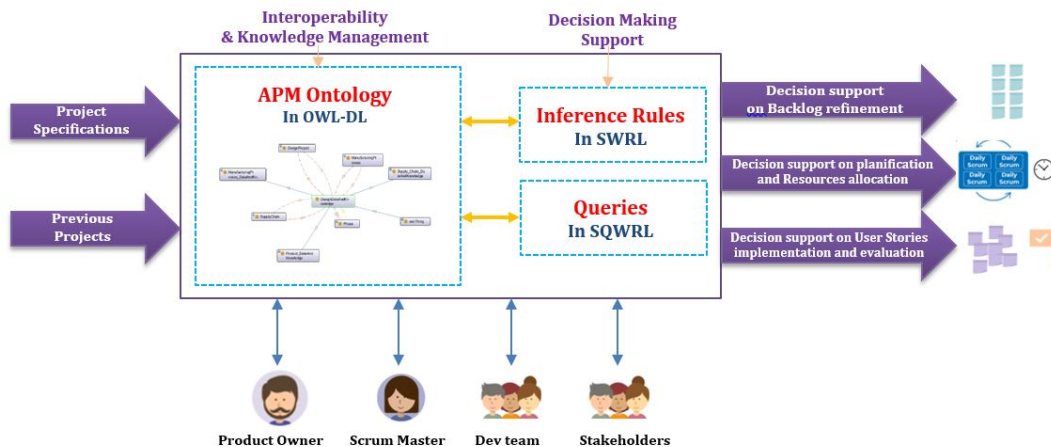 Interoperability
& Knowledge Management
Decision Making
Support
Project
Specifications
Previous
Projects
APM Ontology
In OWL-DL
DesignProject
Phase
Inference Rules
In SWRL
Queries
In SQWRL
Decision support
on Backlog refinement
Decision support on planification
and Resources allocation
Decision support on User Stories
implementation and evaluation
Daily
Scrum
Daily
Scrum
Daily
Scrum
Daily
Scrum
Product Owner
Scrum Master
Dev team
Stakeholders